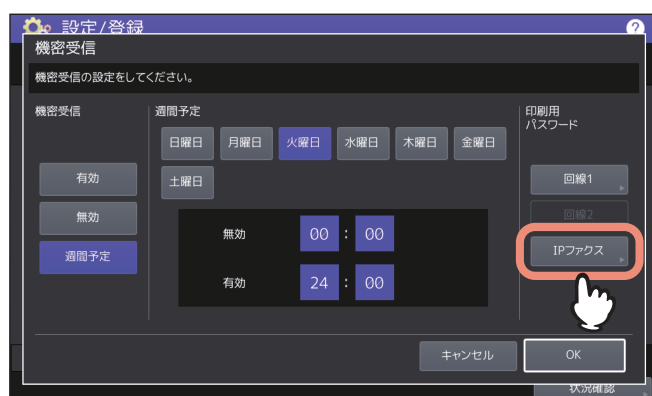 設定/登録
?
機密受信
機密受信の設定をしてください。
機密受信
有効
無効
週間予定
週間予定
日曜日 月曜日 火曜日 水曜日 木曜日 金曜日
土曜日
無効 00 : 00
有効 24 : 00
印刷用
パスワード
回線1
回線2
IPファクス
キャンセル OK
状況確認